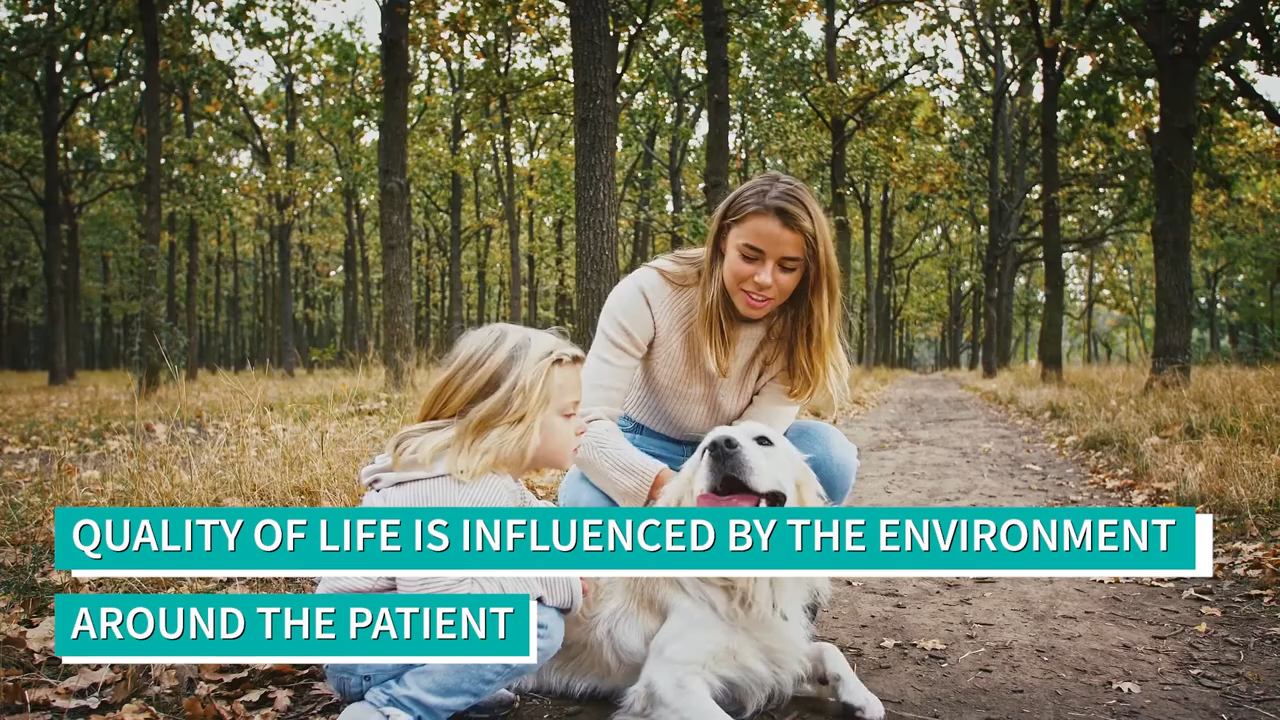 QUALITY OF LIFE IS INFLUENCED BY THE ENVIRONMENT
AROUND THE PATIENT